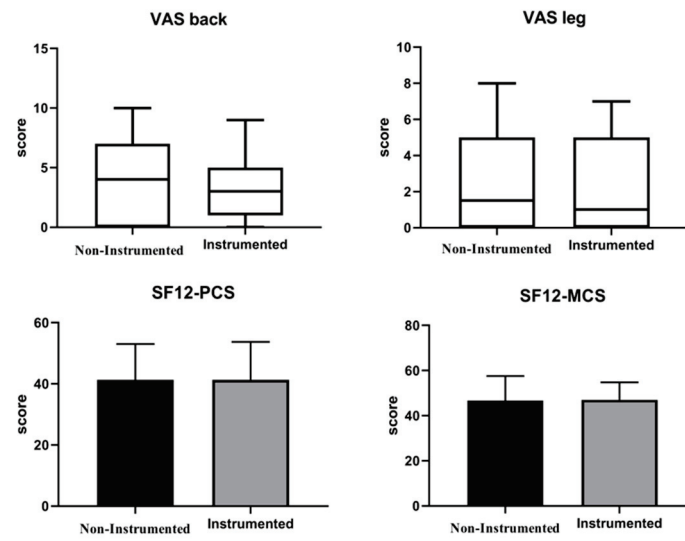 VAS back
15
10
5
0
score
Non-Instrumented
Instrumented
VAS leg
10
8
6
4
2
0
score
Non-Instrumented
Instrumented
SF12-PCS
60
40
20
0
score
Non-Instrumented
Instrumented
SF12-MCS
80
60
40
20
0
score
Non-Instrumented
Instrumented